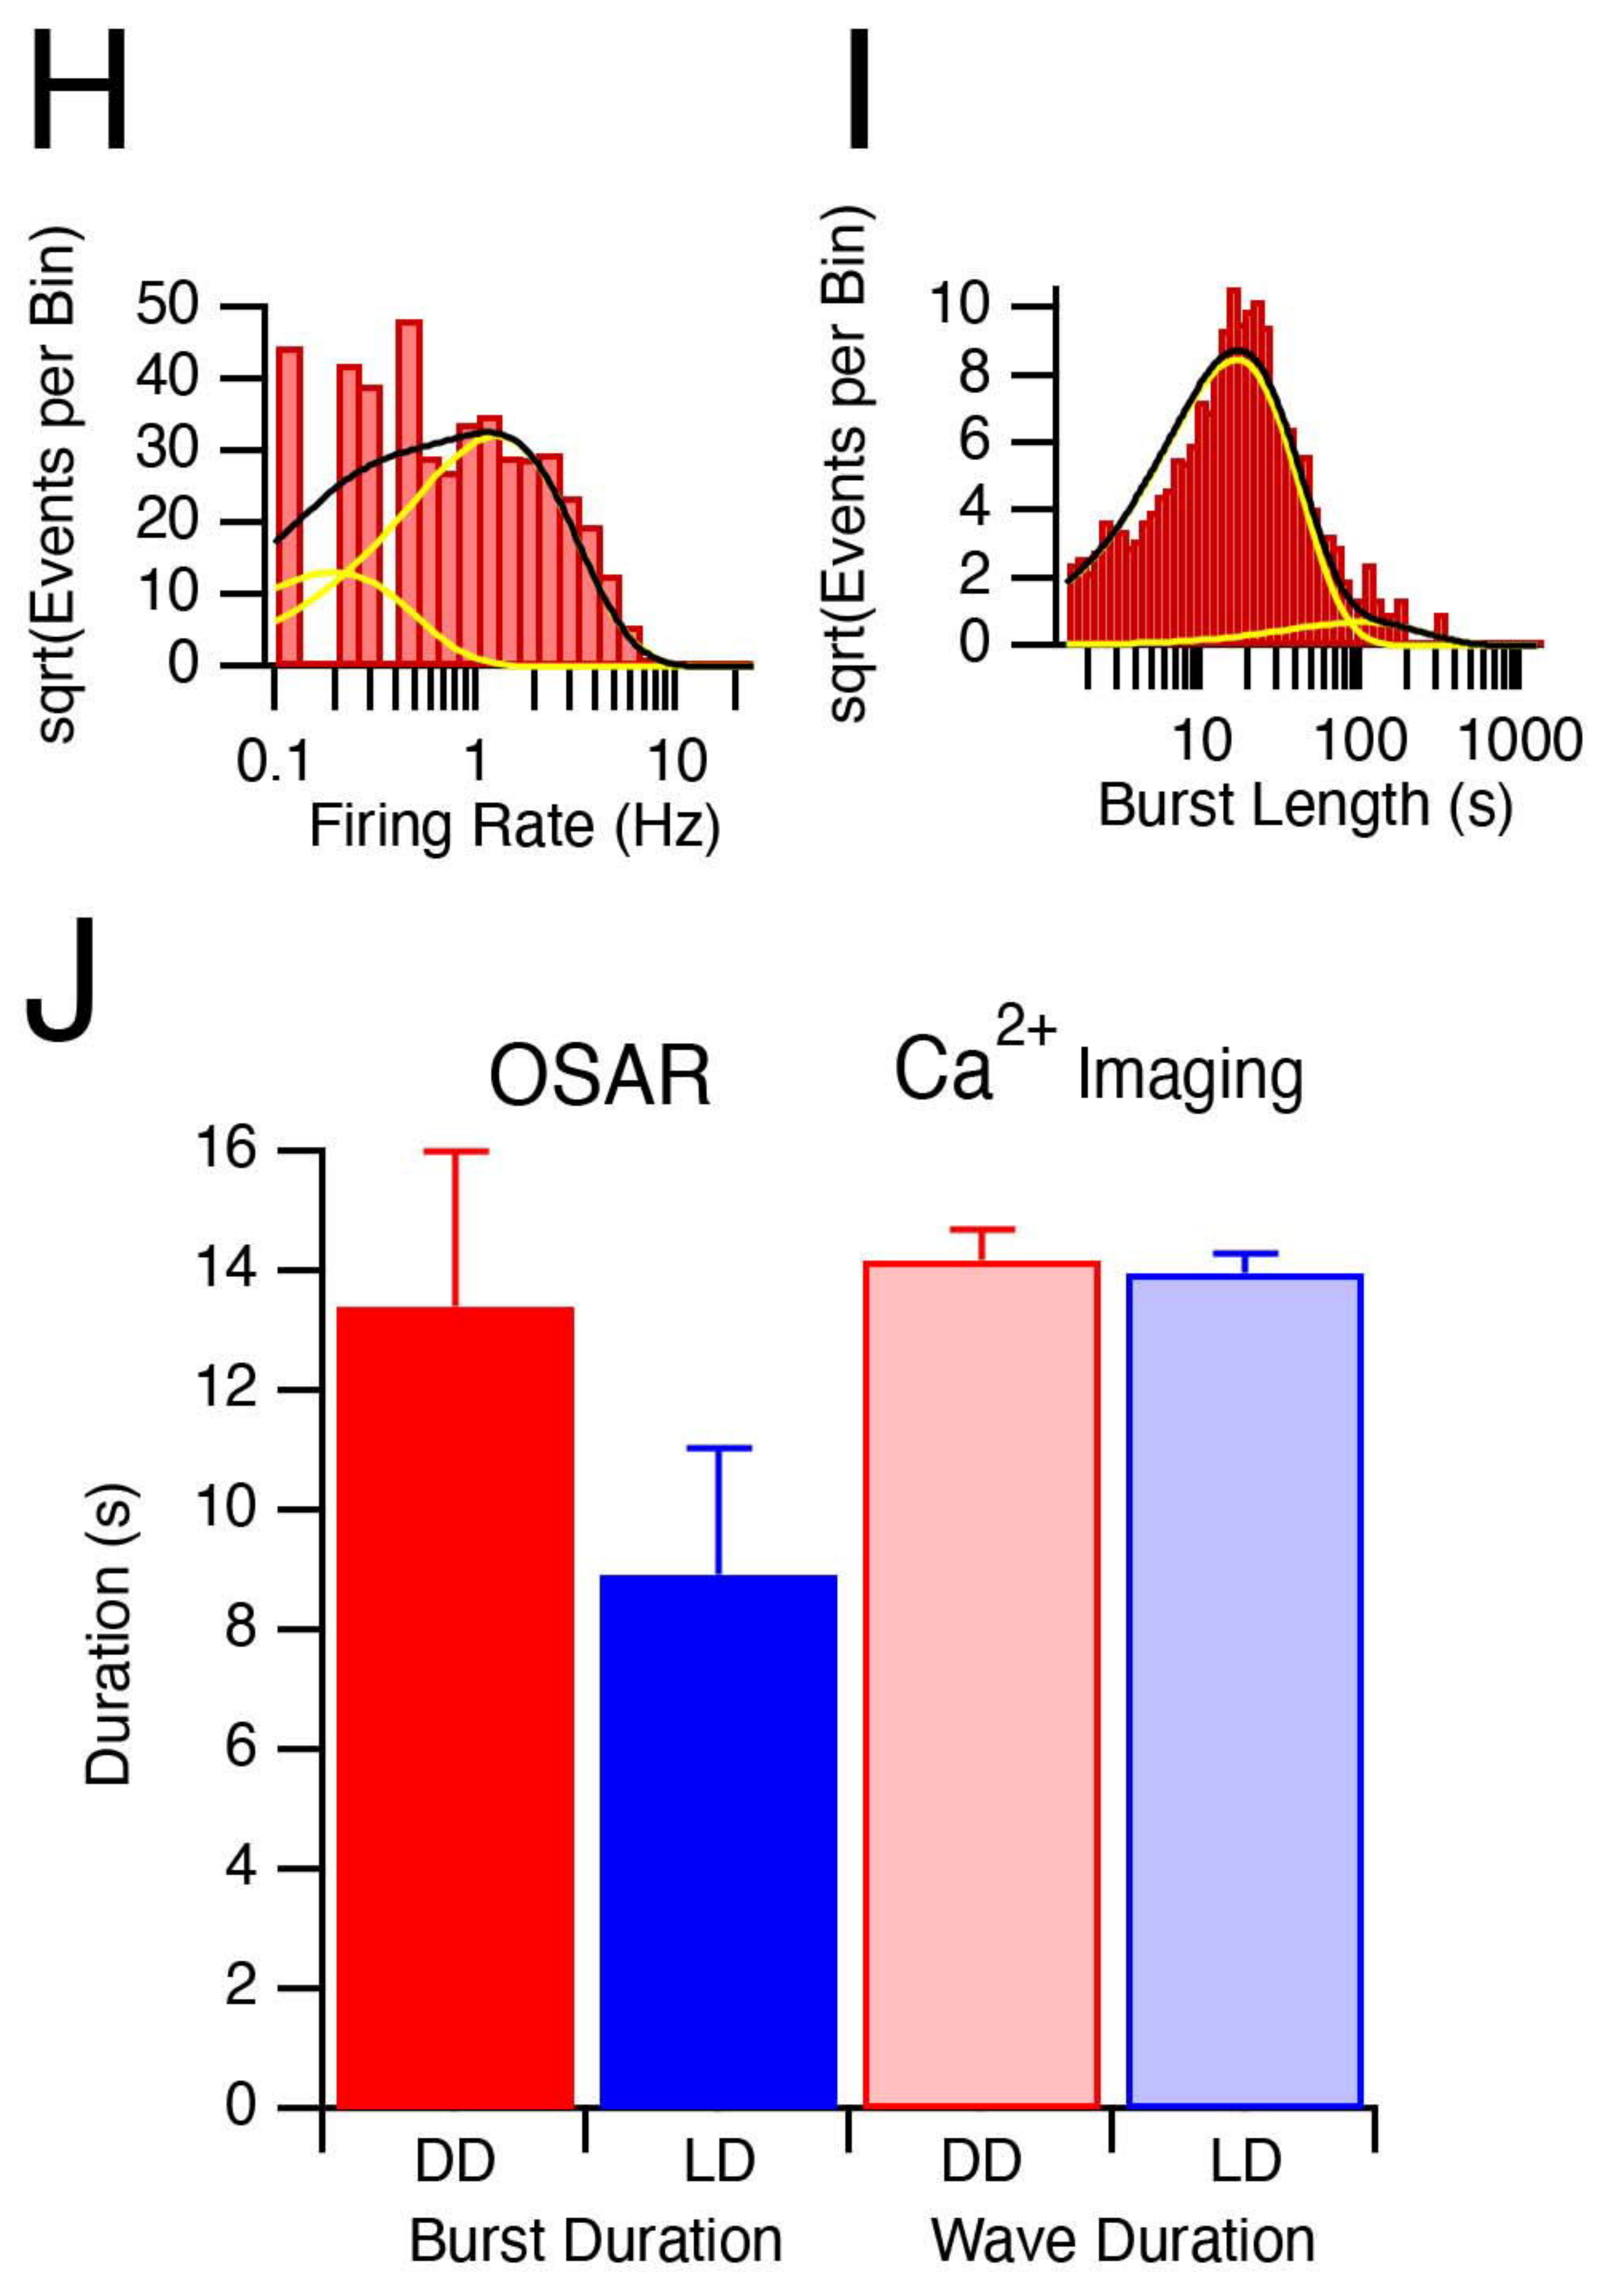 H
sqrt(Events per Bin)
50
40
30
20
10
0
0.1 1 10
Firing Rate (Hz)
I
sqrt(Events per Bin)
10
8
6
4
2
0
10 100 1000
Burst Length (s)
J
OSAR Ca2+ Imaging
Duration (s)
16
14
12
10
8
6
4
2
0
DD LD DD LD
Burst Duration Wave Duration